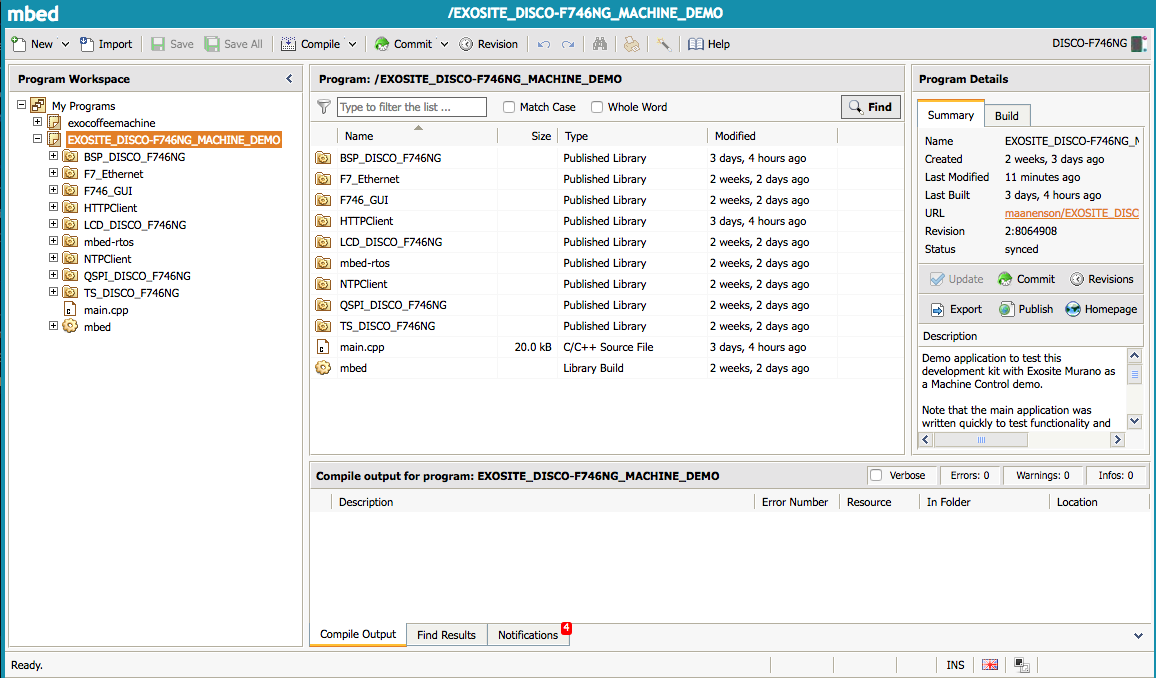 mbed
/EXOSITE_DISCO-F746NG_MACHINE_DEMO
New Import Save Save All Compile Commit Revision Help DISCO-F746NG
Program Workspace
My Programs
exocoffeemachine
EXOSITE_DISCO-F746NG_MACHINE_DEMO
BSP_DISCO_F746NG
F7_Ethernet
F746_GUI
HTTPClient
LCD_DISCO_F746NG
mbed-rtos
NTPClient
QSPI_DISCO_F746NG
TS_DISCO_F746NG
main.cpp
mbed
Program: /EXOSITE_DISCO-F746NG_MACHINE_DEMO
Type to filter the list ... Match Case Whole Word Find
Name Size Type Modified
BSP_DISCO_F746NG Published Library 3 days, 4 hours ago
F7_Ethernet Published Library 2 weeks, 2 days ago
F746_GUI Published Library 2 weeks, 2 days ago
HTTPClient Published Library 3 days, 4 hours ago
LCD_DISCO_F746NG Published Library 2 weeks, 2 days ago
mbed-rtos Published Library 2 weeks, 2 days ago
NTPClient Published Library 2 weeks, 2 days ago
QSPI_DISCO_F746NG Published Library 2 weeks, 2 days ago
TS_DISCO_F746NG Published Library 2 weeks, 2 days ago
main.cpp 20.0 kB C/C++ Source File 3 days, 4 hours ago
mbed Library Build 2 weeks, 2 days ago
Program Details
Summary Build
Name EXOSITE_DISCO-F746NG_M
Created 2 weeks, 3 days ago
Last Modified 11 minutes ago
Last Built 3 days, 4 hours ago
URL maanenson/EXOSITE_DISC
Revision 2:8064908
Status synced
Update Commit Revisions
Export Publish Homepage
Description
Demo application to test this
development kit with Exosite Murano as
a Machine Control demo.
Note that the main application was
written quickly to test functionality and
Compile output for program: EXOSITE_DISCO-F746NG_MACHINE_DEMO Verbose Errors: 0 Warnings: 0 Infos: 0
Description Error Number Resource In Folder Location
Compile Output Find Results Notifications 4
Ready. INS